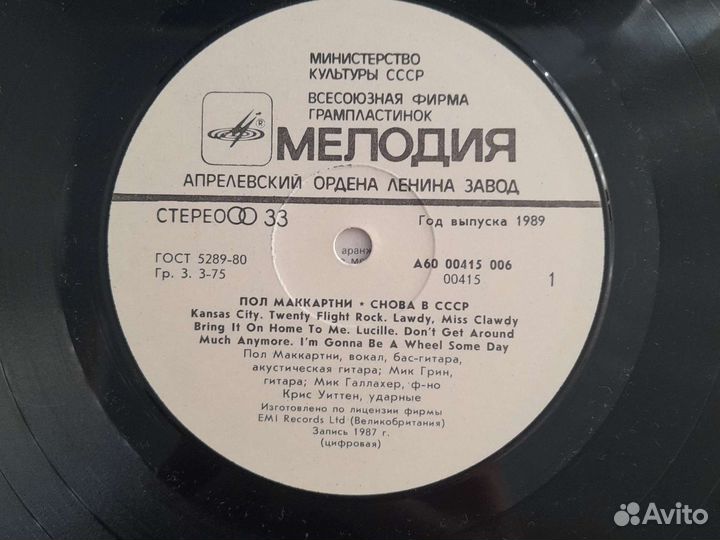 МИНИСТЕРСТВО
КУЛЬТУРЫ СССР
ВСЕСОЮЗНАЯ ФИРМА
ГРАМПЛАСТИНОК
® МЕЛОДИЯ
АПРЕЛЕВСКИЙ ОРДЕНА ЛЕНИНА ЗАВОД
СТЕРЕО 33
Год выпуска 1989
ГОСТ 5289-80
Гр. 3. 3-75
аранж
А60 00415 006
00415
1
ПОЛ МАККАРТНИ • СНОВА В СССР
Kansas City. Twenty Flight Rock. Lawdy, Miss Clawdy
Bring It On Home To Me. Lucille. Don't Get Around
Much Anymore. I'm Gonna Be A Wheel Some Day
Пол Маккартни, вокал, бас-гитара,
акустическая гитара; Мик Грин,
гитара; Мик Галлахер, ф-но
Крис Уиттен, ударные
Изготовлено по лицензии фирмы
EMI Records Ltd (Великобритания)
Запись 1987 г.
(цифровая)
Avito